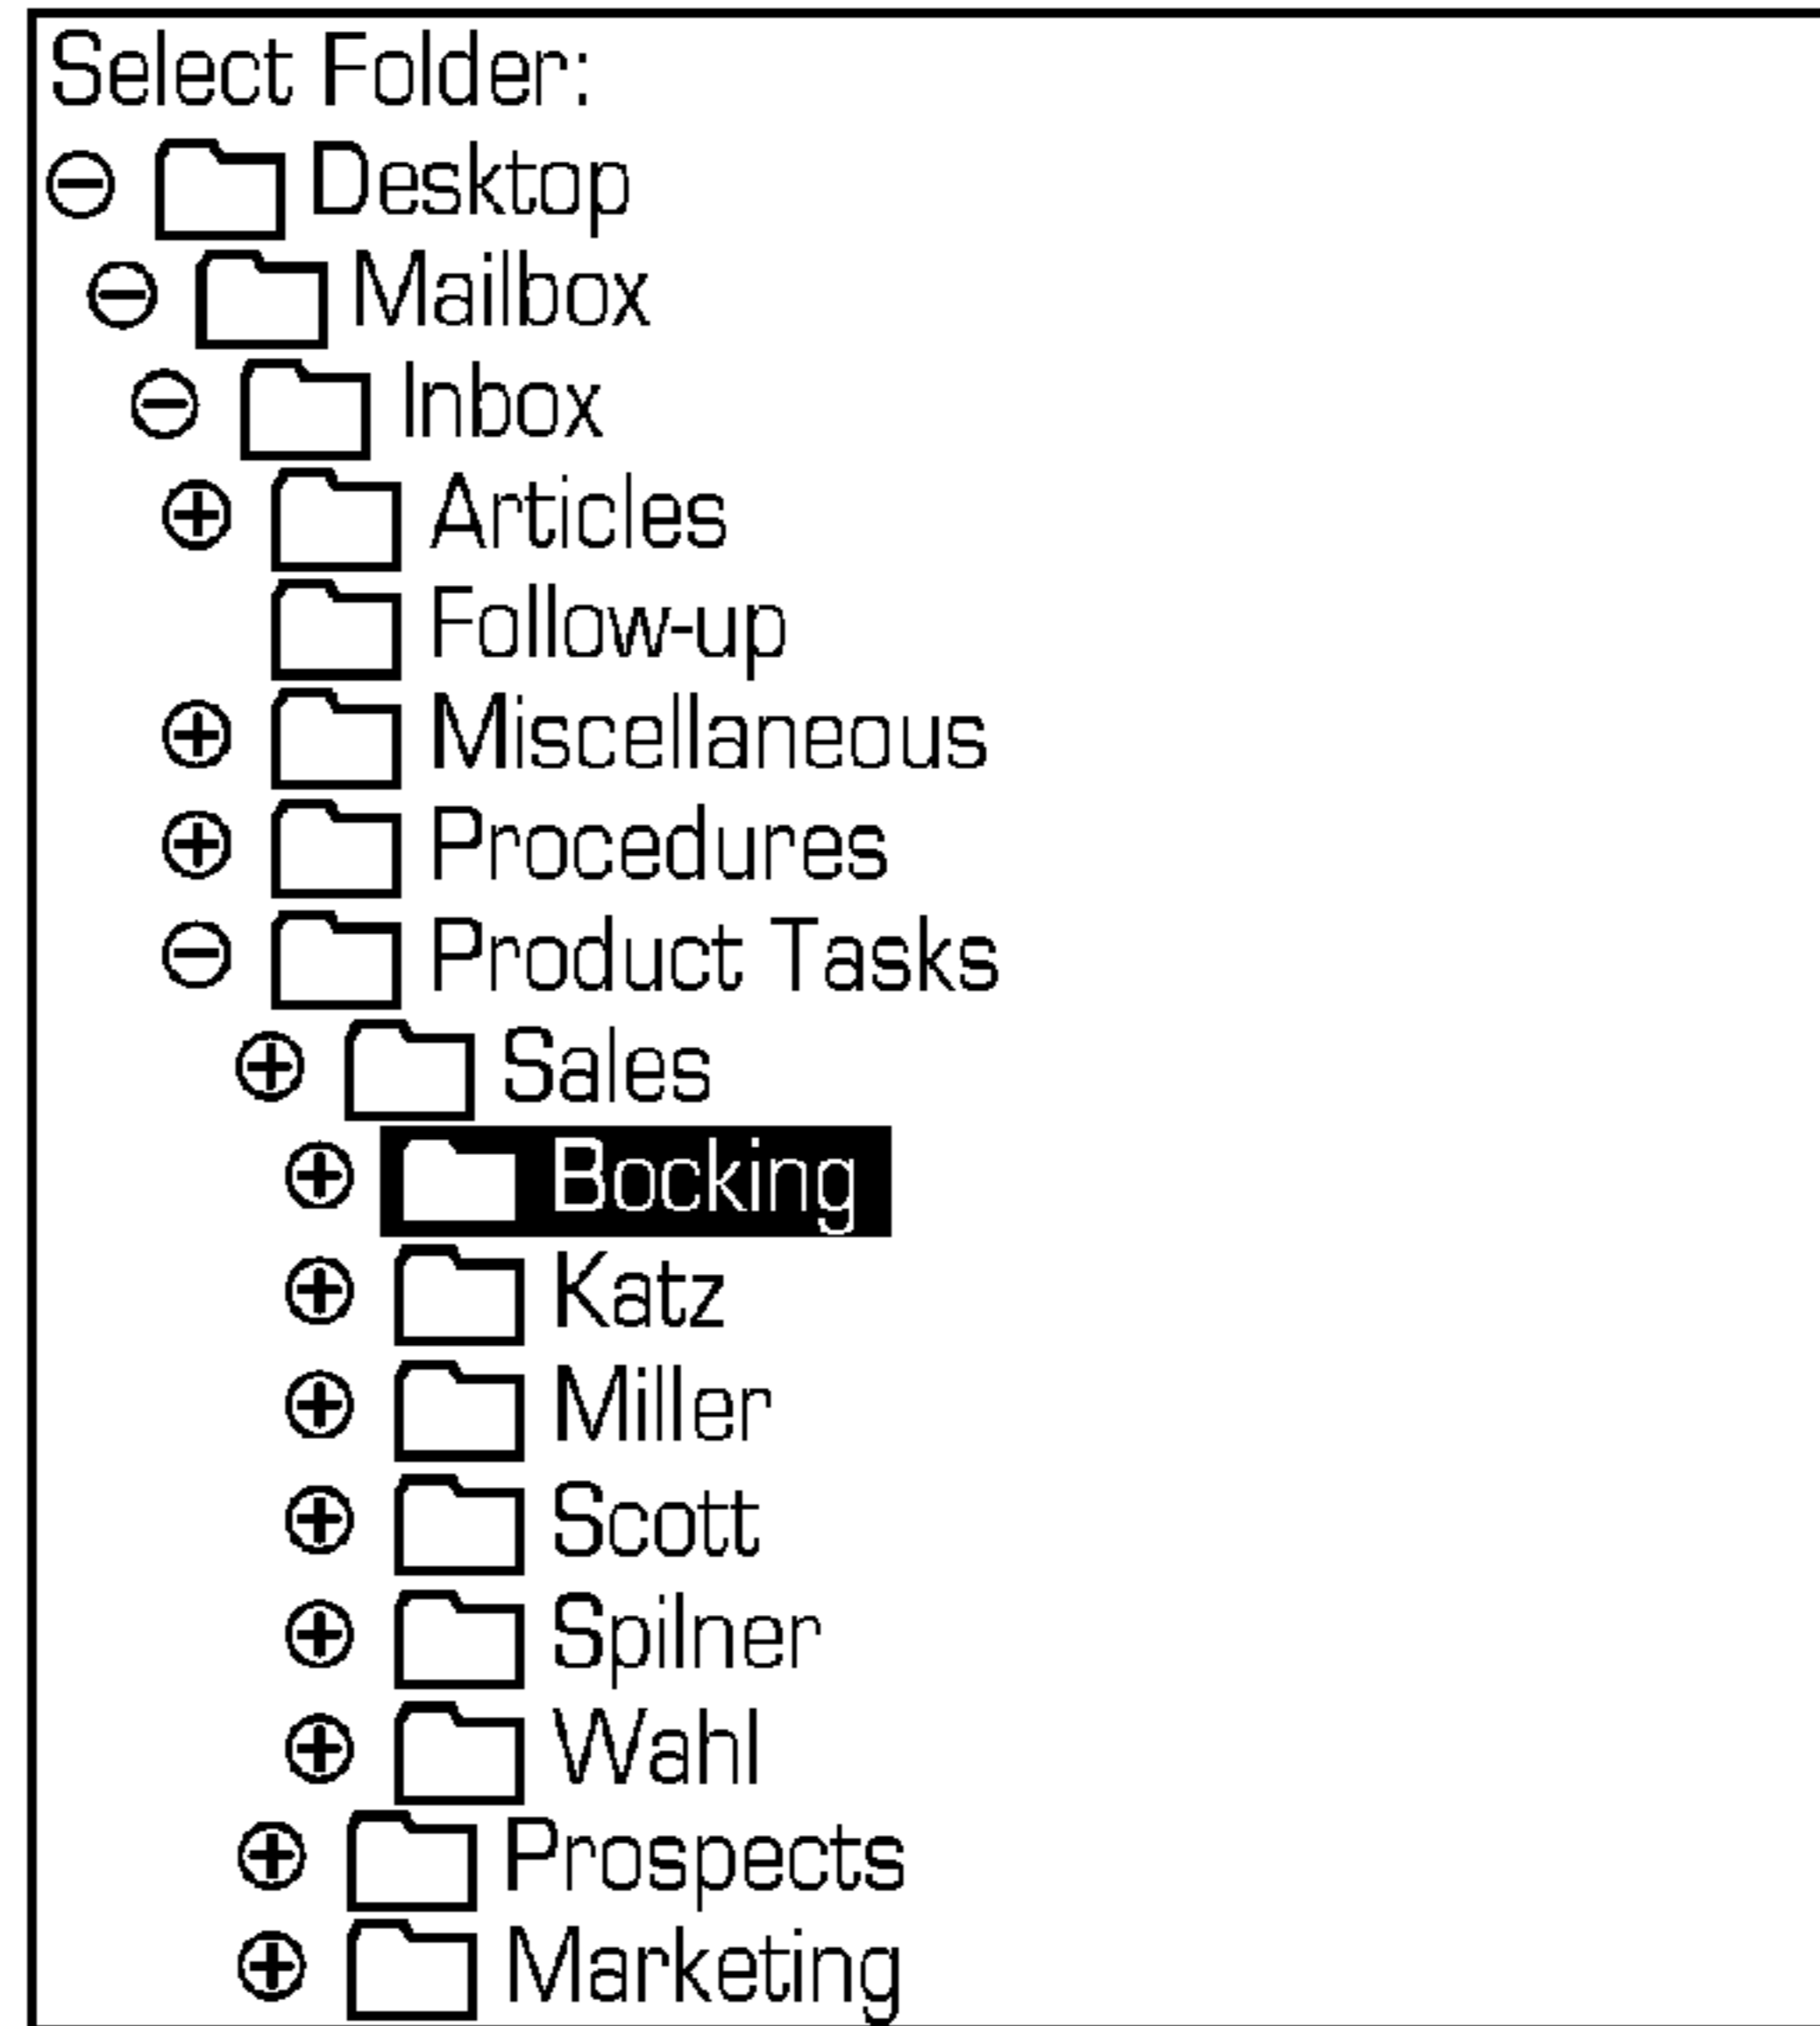 Select Folder:
Desktop
Mailbox
Inbox
Articles
Follow-up
Miscellaneous
Procedures
Product Tasks
Sales
Bocking
Katz
Miller
Scott
Spilner
Wahl
Prospects
Marketing